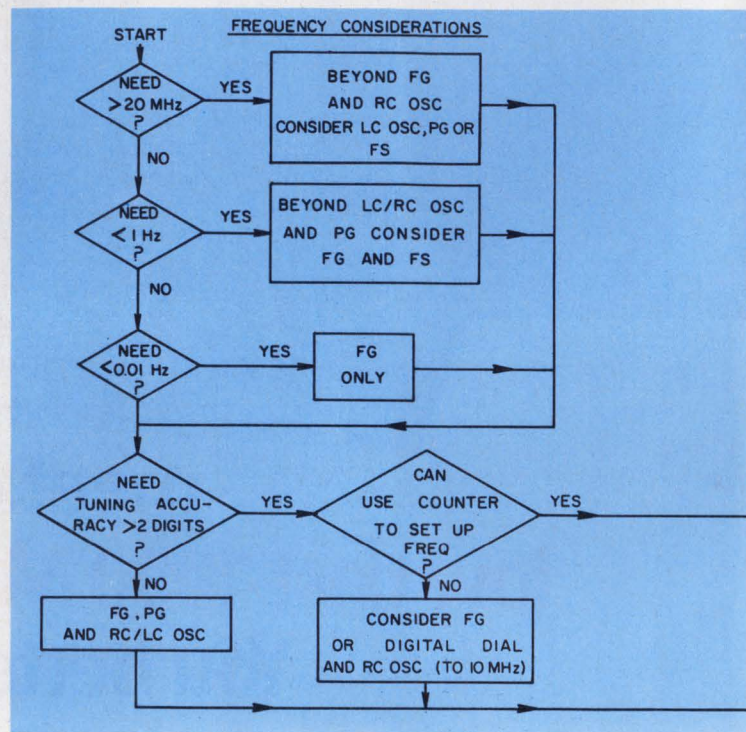 FREQUENCY CONSIDERATIONS
START
NEED
>20 MHz
?
YES
BEYOND FG
AND RC OSC
CONSIDER LC OSC, PG OR
FS
NO
NEED
<1 Hz
?
YES
BEYOND LC/RC OSC
AND PG CONSIDER
FG AND FS
NO
NEED
<0.01 Hz
?
YES
FG
ONLY
NEED
TUNING ACCU-
RACY >2 DIGITS
?
YES
CAN
USE COUNTER
TO SET UP
FREQ
?
YES
NO
FG, PG
AND RC/LC OSC
NO
CONSIDER FG
OR DIGITAL DIAL
AND RC OSC (TO 10 MHz)